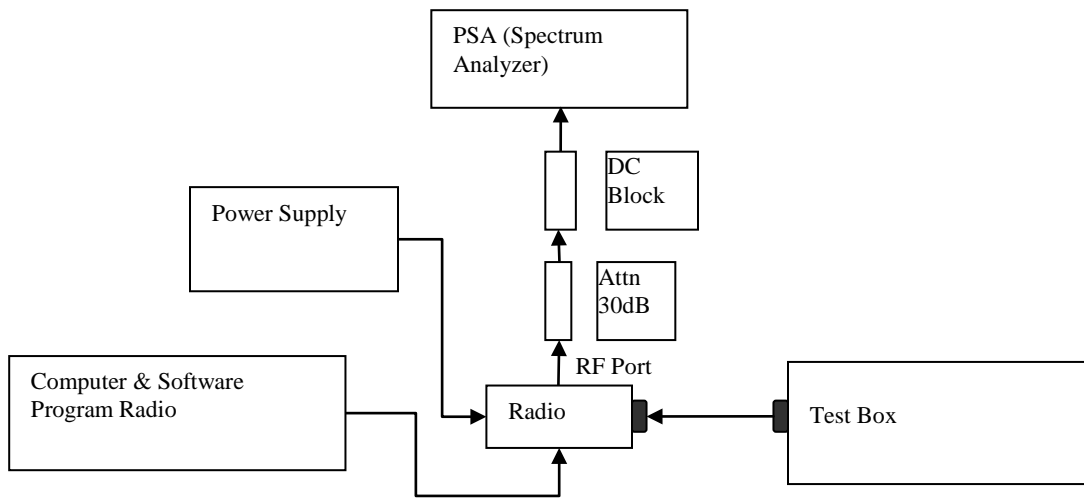 PSA (Spectrum
Analyzer)
DC
Block
Power Supply
Attn
30dB
RF Port
Computer & Software
Program Radio
Radio
Test Box